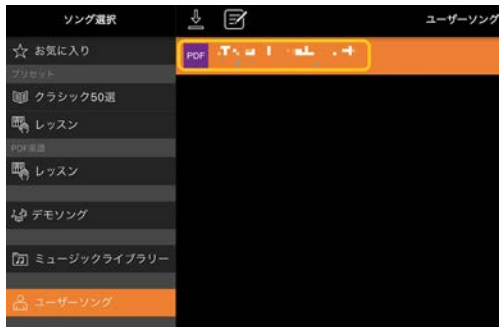 ソング選択
ユーザーソング
お気に入り
プリセット
クラシック50選
レッスン
PDF楽譜
レッスン
デモソング
ミュージックライブラリー
ユーザーソング
PDF